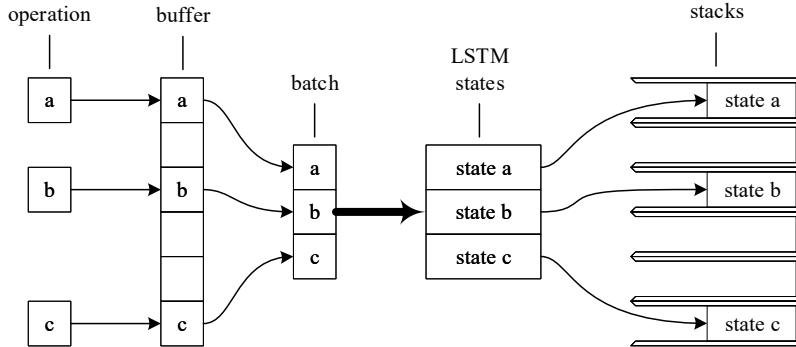 operation
buffer
batch
LSTM
states
stacks
a
a
a
state a
state a
b
b
b
state b
state b
c
c
c
state c
state c